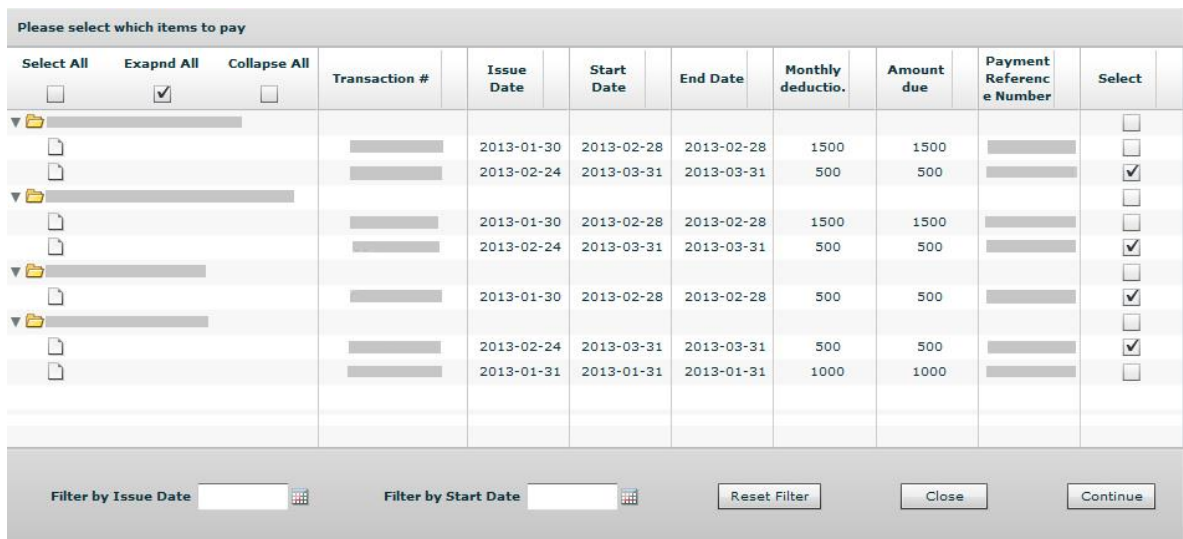 Please select which items to pay
Select All Exapnd All Collapse All Transaction # Issue Date Start Date End Date Monthly deductio. Amount due Payment Referenc e Number Select
2013-01-30 2013-02-28 2013-02-28 1500 1500
2013-02-24 2013-03-31 2013-03-31 500 500
2013-01-30 2013-02-28 2013-02-28 1500 1500
2013-02-24 2013-03-31 2013-03-31 500 500
2013-01-30 2013-02-28 2013-02-28 500 500
2013-02-24 2013-03-31 2013-03-31 500 500
2013-01-31 2013-01-31 2013-01-31 1000 1000
Filter by Issue Date Filter by Start Date Reset Filter Close Continue